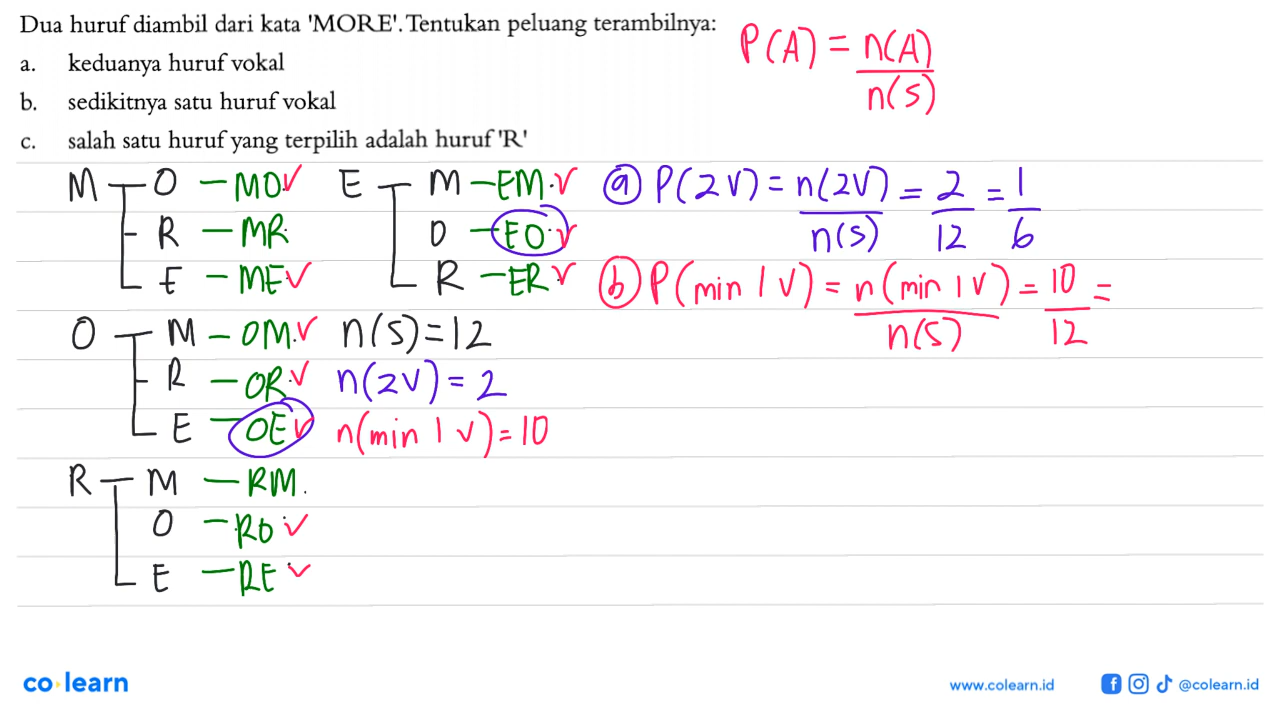 Dua huruf diambil dari kata 'MORE'. Tentukan peluang terambilnya:
a. keduanya huruf vokal
b. sedikitnya satu huruf vokal
c. salah satu huruf yang terpilih adalah huruf 'R'
P(A) = n(A)/n(S)
M O - MO ✓
R - MR
E - ME ✓
O M - OM ✓
R - OR ✓
E - OE ✓
R M - RM
O - RO ✓
E - RE ✓
E M - EM ✓
O - EO ✓
R - ER ✓
n(S) = 12
n(2V) = 2
n(min 1 V) = 10
(a) P(2V) = n(2V)/n(S) = 2/12 = 1/6
(b) P(min 1 V) = n(min 1 V)/n(S) = 10/12 =
co learn
www.colearn.id
@colearn.id